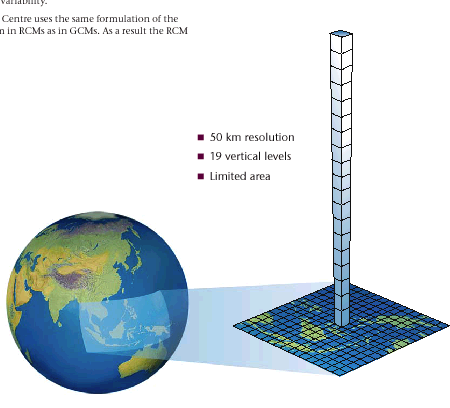 variability.
Centre uses the same formulation of the
in RCMs as in GCMs. As a result the RCM
50 km resolution
19 vertical levels
Limited area